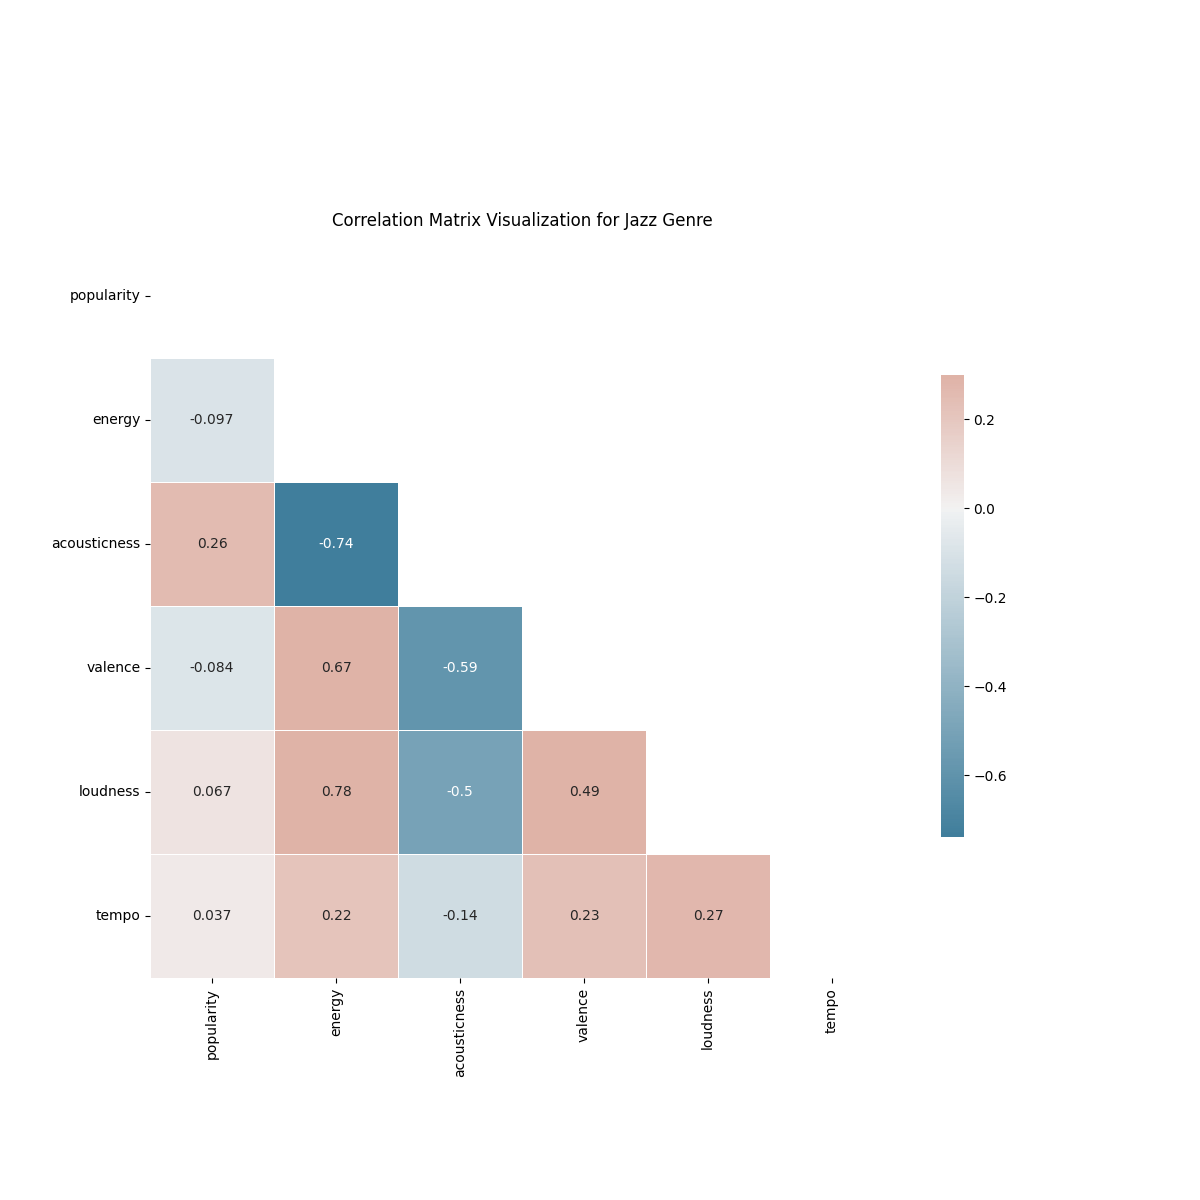 Correlation Matrix Visualization for Jazz Genre
popularity
energy -0.097
acousticness 0.26 -0.74
valence -0.084 0.67 -0.59
loudness 0.067 0.78 -0.5 0.49
tempo 0.037 0.22 -0.14 0.23 0.27
popularity energy acousticness valence loudness tempo
0.2
0.0
−0.2
−0.4
−0.6